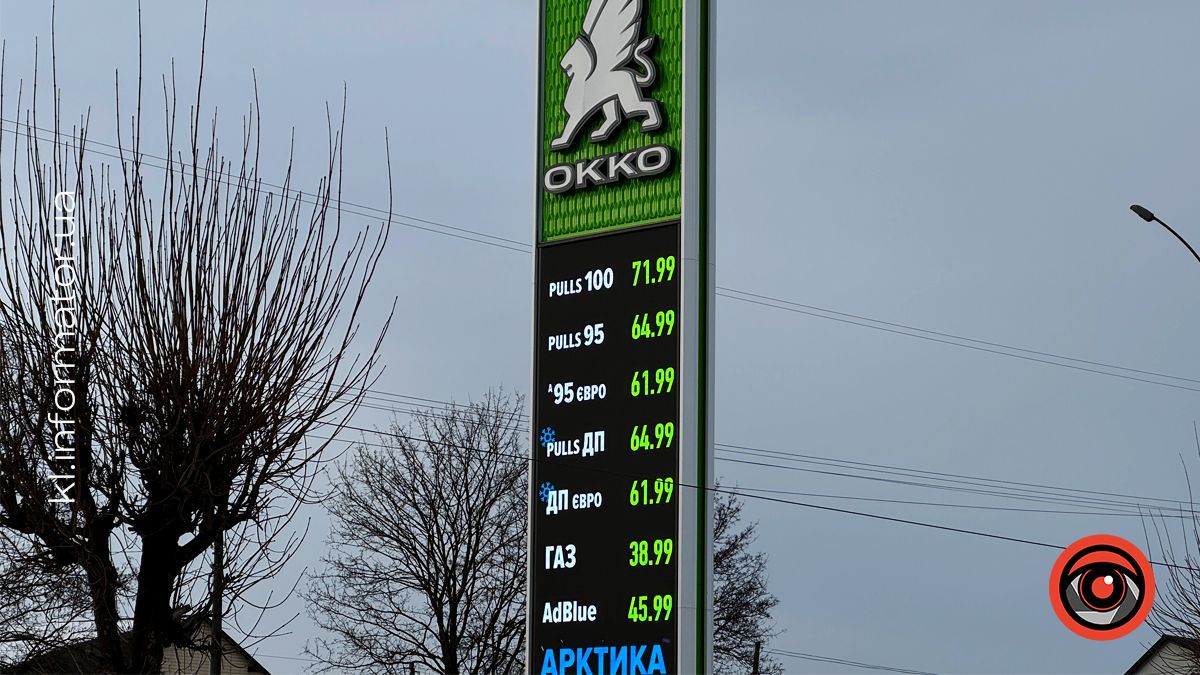 kl.informator.ua
OKKO
PULLS 100 71.99
PULLS 95 64.99
А95 ЄВРО 61.99
PULLS ДП 64.99
ДП ЄВРО 61.99
ГАЗ 38.99
AdBlue 45.99
АРКТИКА